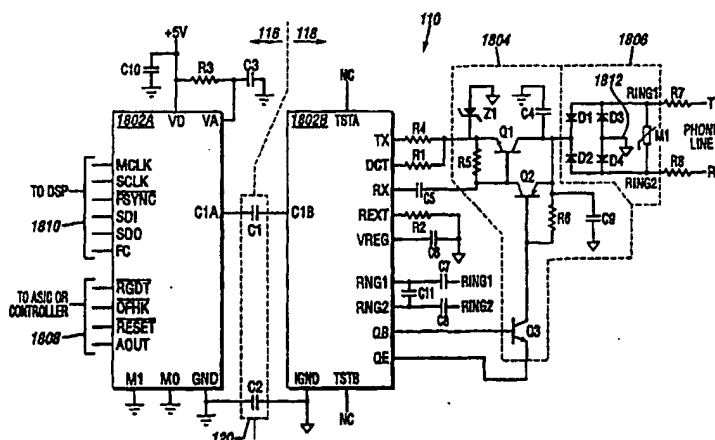 110
1804
1806
+5V
116
118
1812
C10
R3
C3
NC
Z1
C4
RING1
R7
T
VD
VA
1802A
1802B
TSTA
TX
R4
Q1
D1
D3
PHONE
LINE
M1
DCT
R1
R5
Q2
D2
D4
R8
R
MCLK
SCLK
FSYNC
SDI
SDO
FC
TO DSP
1810
RX
C5
RING2
C1A
C1
C1B
REXT
R2
R6
C9
VREG
C6
RGDT
OFHK
RESET
AOUT
TO ASIC OR
CONTROLLER
1808
RNG1
C7
RING1
C11
RNG2
C8
RING2
QB
Q3
QE
M1
M0
GND
C2
IGND
TSTB
NC
120